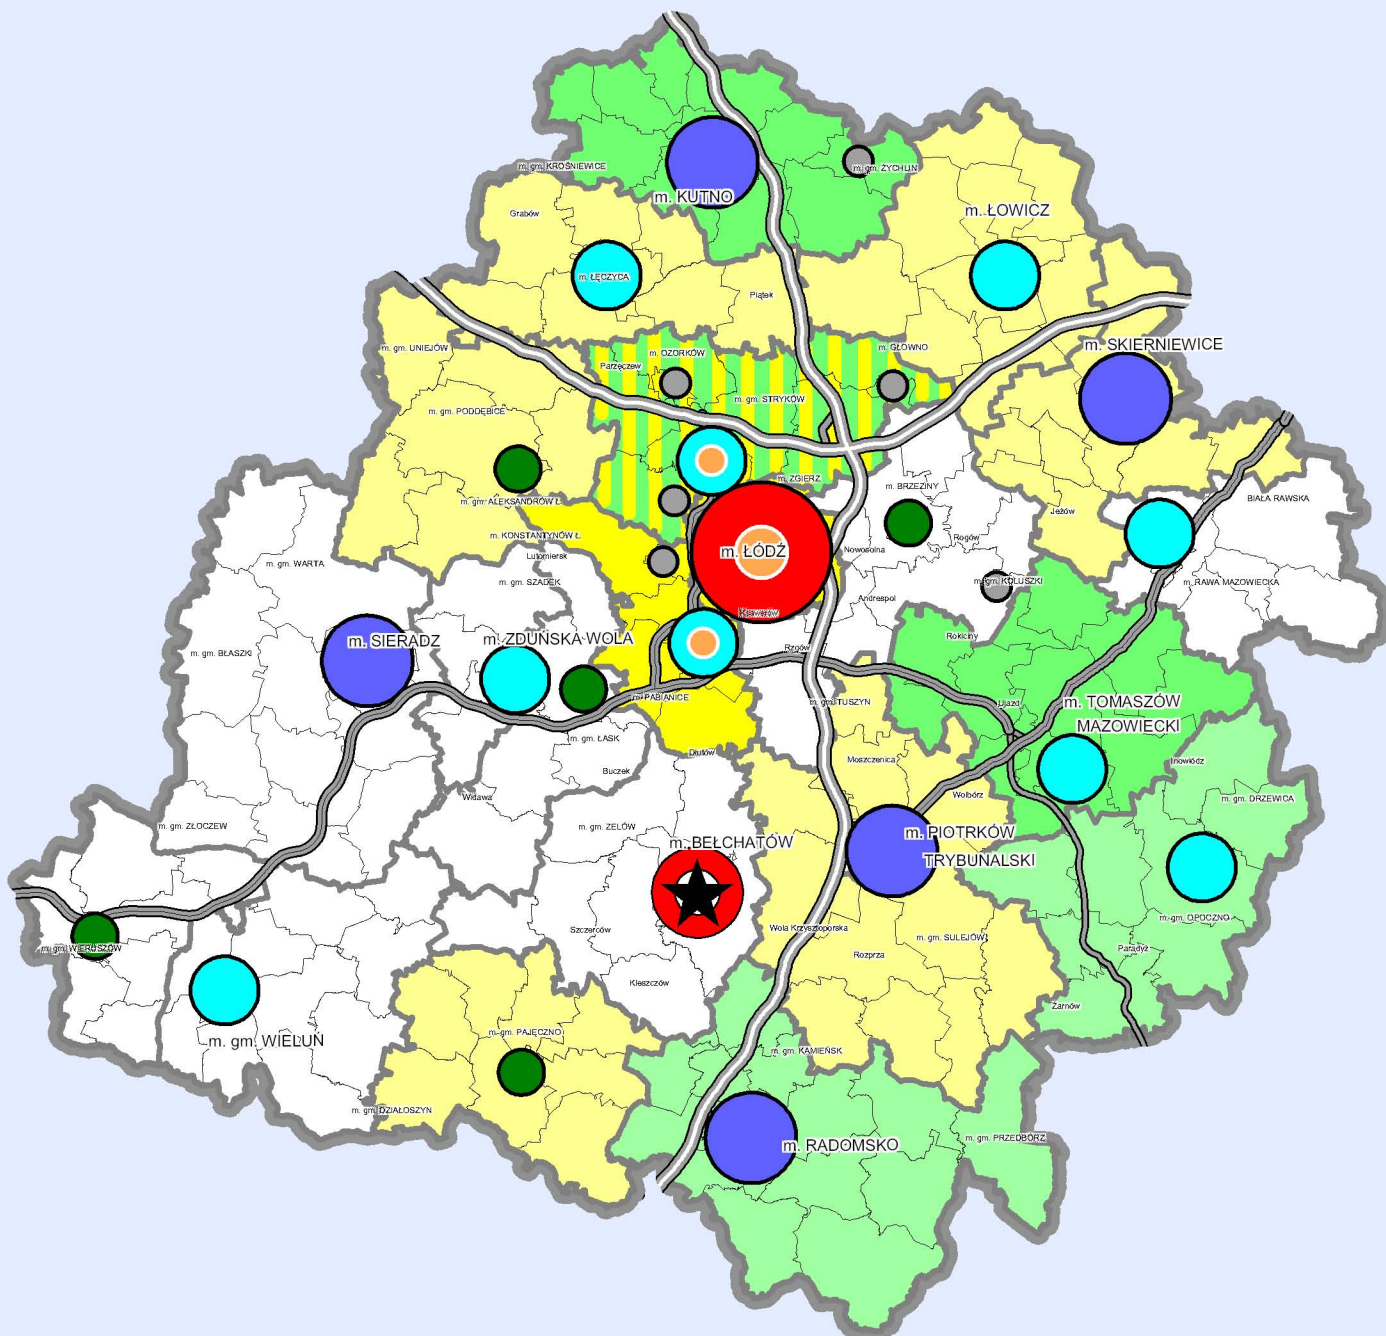 m. gm. KROŚNIEWICE
m. gm. ŻYCHLIN
m. KUTNO
Grabów
m. ŁOWICZ
m. ŁĘCZYCA
Piątek
m. gm. UNIEJÓW
m. OZORKÓW
m. GŁOWNO
m. SKIERNIEWICE
Parzęczew
m. gm. STRYKÓW
m. gm. PODDĘBICE
m. ZGIERZ
m. BRZEZINY
BIAŁA RAWSKA
m. gm. ALEKSANDRÓW Ł.
Jeżów
m. KONSTANTYNÓW Ł.
Rogów
m. ŁÓDŹ
Nowosolna
Lutomiersk
m. gm. WARTA
m. gm. SZADEK
m. gm. KOLUSZKI
m. RAWA MAZOWIECKA
Andrespol
Ksawerów
m. SIERADZ
m. ZDUŃSKA WOLA
Rokiciny
m. gm. BŁASZKI
Rzgów
m. PABIANICE
m. gm. TUSZYN
Ujazd
m. TOMASZÓW
MAZOWIECKI
m. gm. ŁASK
Dłutów
Moszczenica
Inowłódz
Buczek
Widawa
Wolbórz
m. gm. DRZEWICA
m. gm. ZŁOCZEW
m. gm. ZELÓW
m. BEŁCHATÓW
m. PIOTRKÓW
TRYBUNALSKI
m. gm. OPOCZNO
Szczerców
Wola Krzysztoporska
m. gm. SULEJÓW
m. gm. WIERUSZÓW
Paradyż
Rozprza
Kleszczów
Żarnów
m. gm. WIELUŃ
m. gm. PAJĘCZNO
m. gm. KAMIEŃSK
m. gm. DZIAŁOSZYN
m. RADOMSKO
m. gm. PRZEDBÓRZ